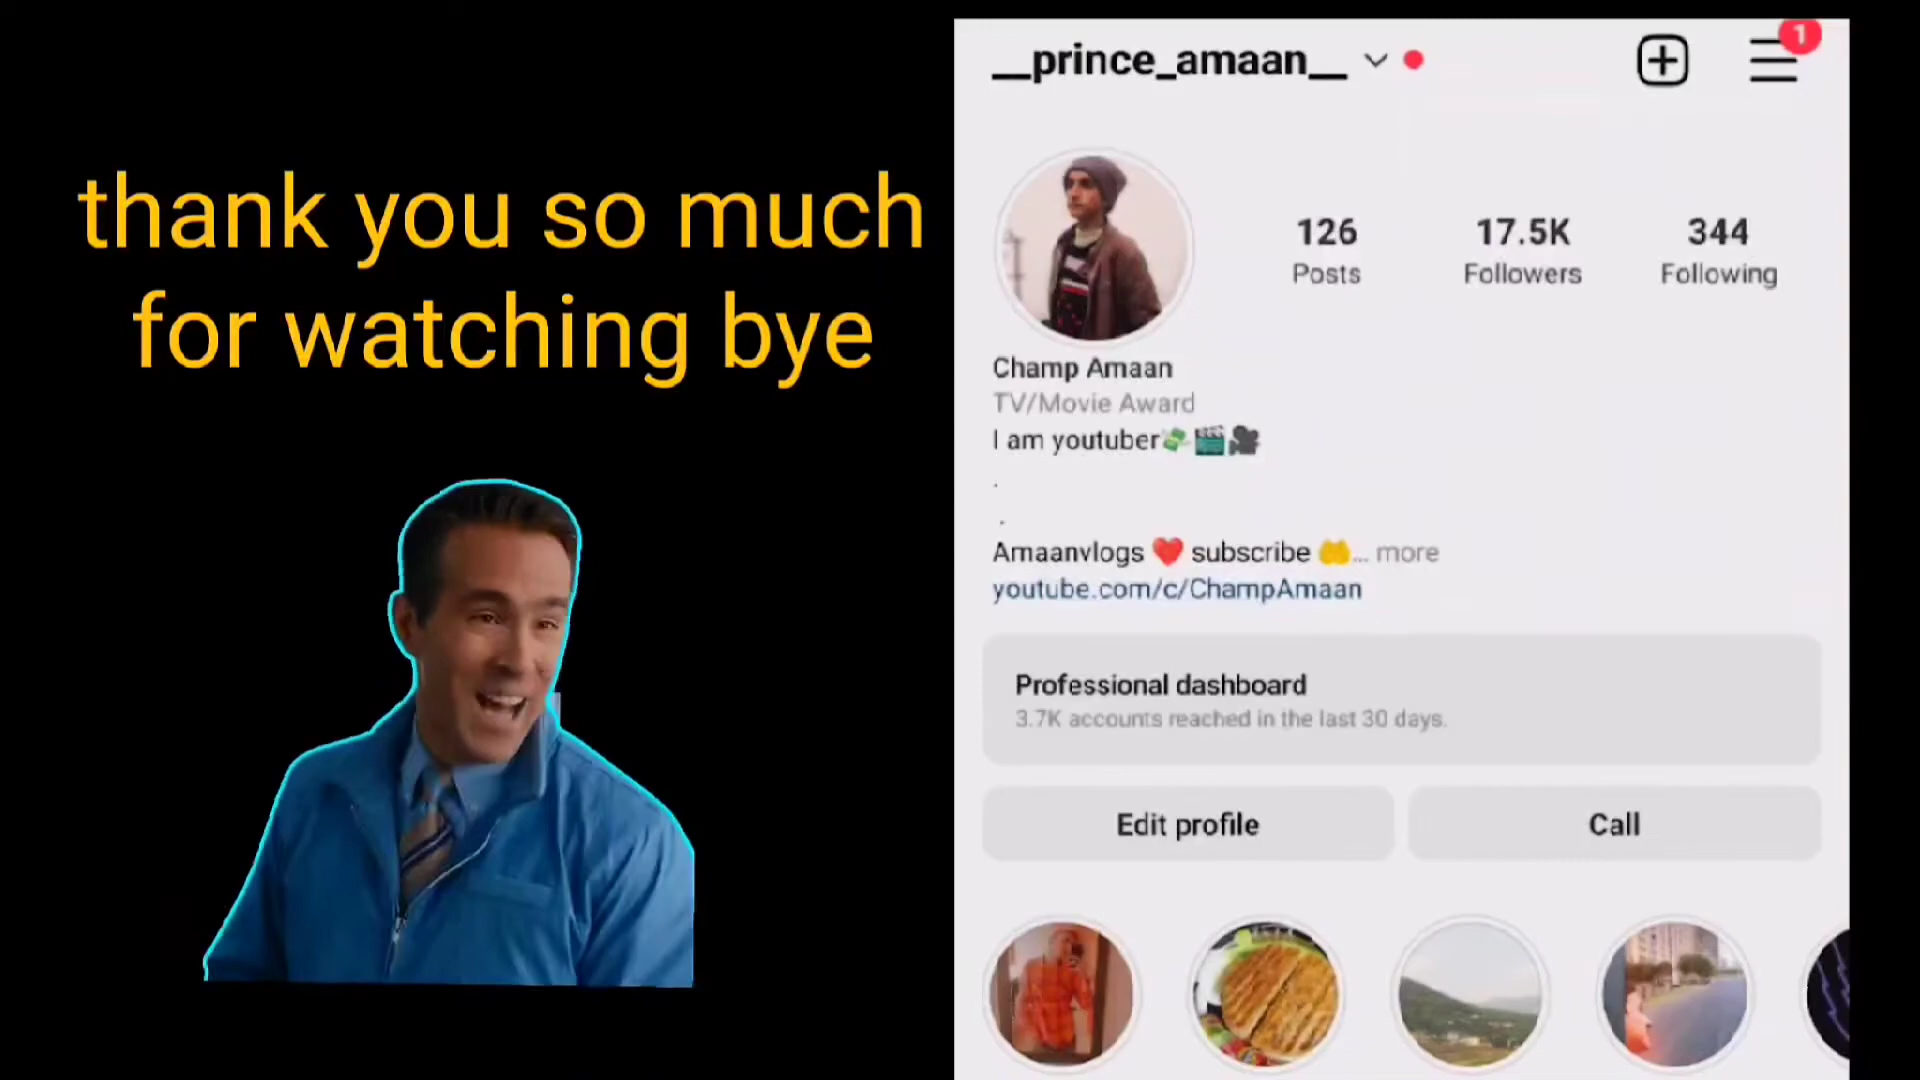 thank you so much
for watching bye
__prince_amaan__
1
126
Posts
17.5K
Followers
344
Following
Champ Amaan
TV/Movie Award
I am youtuber💸🎬🎥
.
.
Amaanvlogs ❤️ subscribe 🤲... more
youtube.com/c/ChampAmaan
Professional dashboard
3.7K accounts reached in the last 30 days.
Edit profile
Call